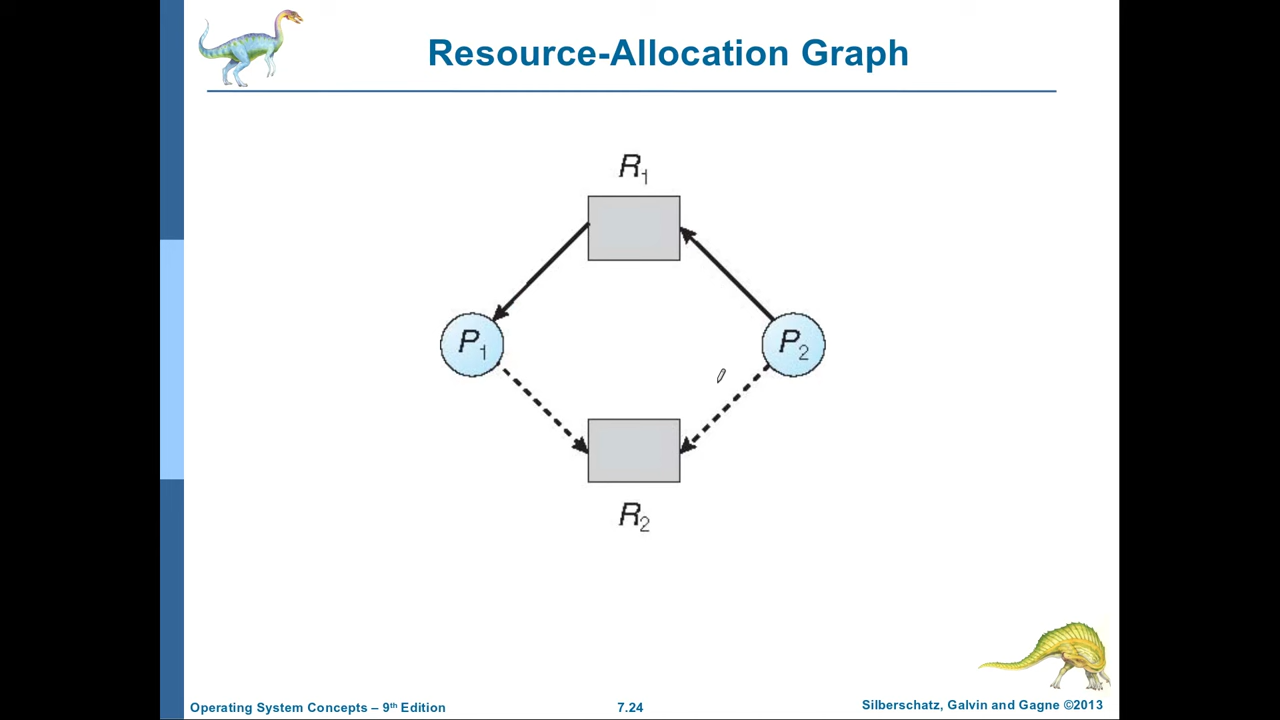 Resource-Allocation Graph
R1
P1
P2
R2
Operating System Concepts – 9th Edition
7.24
Silberschatz, Galvin and Gagne ©2013